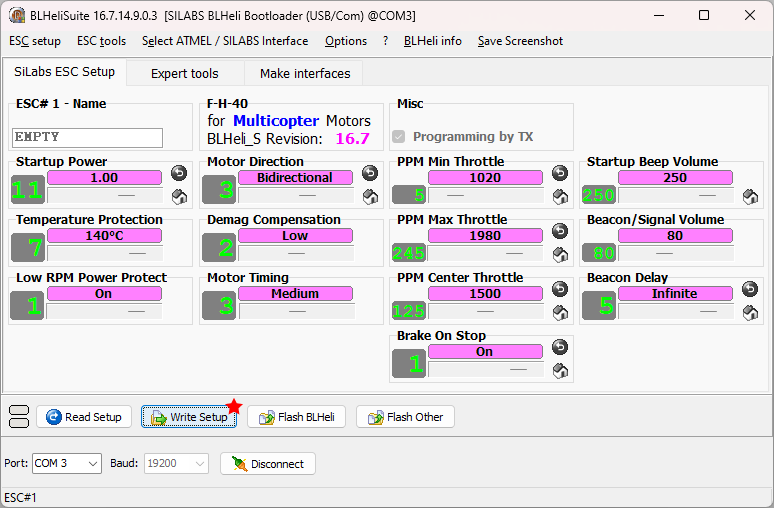 BLHeliSuite 16.7.14.9.0.3 [SILABS BLHeli Bootloader (USB/Com) @COM3]
ESC setup ESC tools Select ATMEL / SILABS Interface Options ? BLHeli info Save Screenshot
SiLabs ESC Setup Expert tools Make interfaces
ESC# 1 - Name
EMPTY
F-H-40
for Multicopter Motors
BLHeli_S Revision: 16.7
Misc
Programming by TX
Startup Power
11 1.00
Motor Direction
3 Bidirectional
PPM Min Throttle
5 1020
Startup Beep Volume
250 250
Temperature Protection
7 140°C
Demag Compensation
2 Low
PPM Max Throttle
245 1980
Beacon/Signal Volume
80 80
Low RPM Power Protect
1 On
Motor Timing
3 Medium
PPM Center Throttle
125 1500
Beacon Delay
5 Infinite
Brake On Stop
1 On
Read Setup Write Setup Flash BLHeli Flash Other
Port: COM 3 Baud: 19200 Disconnect
ESC#1